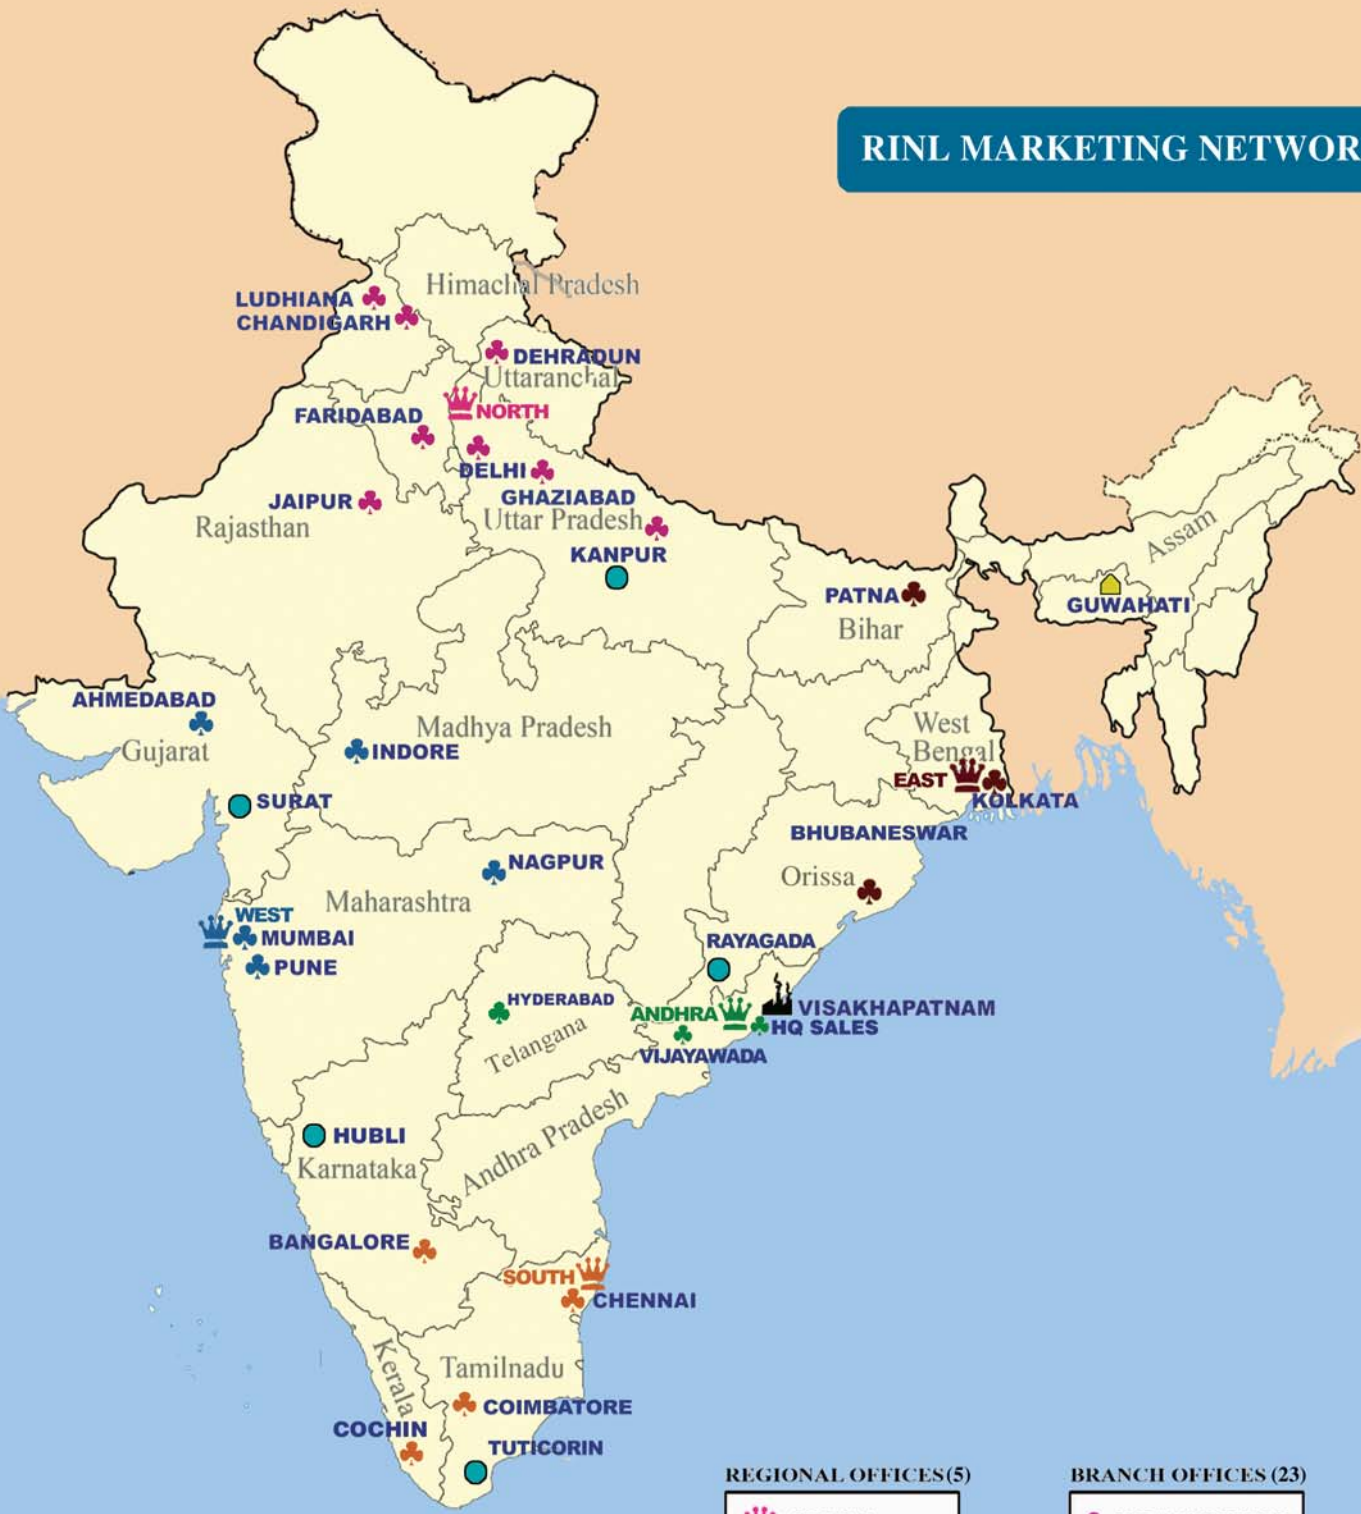 RINL MARKETING NETWOR
Himachal Pradesh
LUDHIANA
CHANDIGARH
DEHRADUN
Uttaranchal
NORTH
FARIDABAD
DELHI
GHAZIABAD
JAIPUR
Rajasthan
Uttar Pradesh
KANPUR
Assam
PATNA
GUWAHATI
Bihar
AHMEDABAD
Gujarat
Madhya Pradesh
INDORE
West
Bengal
EAST
KOLKATA
SURAT
BHUBANESWAR
NAGPUR
Orissa
Maharashtra
WEST
MUMBAI
PUNE
RAYAGADA
HYDERABAD
Telangana
ANDHRA
VISAKHAPATNAM
HQ SALES
VIJAYAWADA
Andhra Pradesh
HUBLI
Karnataka
BANGALORE
SOUTH
CHENNAI
Kerala
Tamilnadu
COIMBATORE
COCHIN
TUTICORIN
REGIONAL OFFICES(5)
BRANCH OFFICES (23)